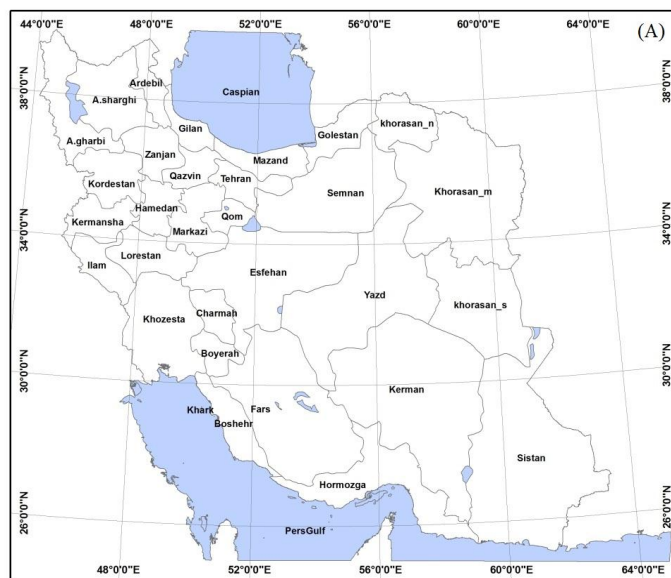 44°0'0"E 48°0'0"E 52°0'0"E 56°0'0"E 60°0'0"E 64°0'0"E
(A)
38°0'0"N
38°0'0"N
Ardebil
Caspian
A.sharghi
khorasan_n
Gilan
Golestan
A.gharbi
Zanjan
Mazand
Qazvin
Tehran
Kordestan
Semnan
Khorasan_m
Hamedan
Qom
Kermansha
Markazi
34°0'0"N
34°0'0"N
Lorestan
Ilam
Esfehan
Yazd
khorasan_s
Khozesta
Charmah
Boyerah
30°0'0"N
30°0'0"N
Kerman
Khark
Fars
Boshehr
Sistan
Hormozga
26°0'0"N
26°0'0"N
PersGulf
48°0'0"E 52°0'0"E 56°0'0"E 60°0'0"E 64°0'0"E